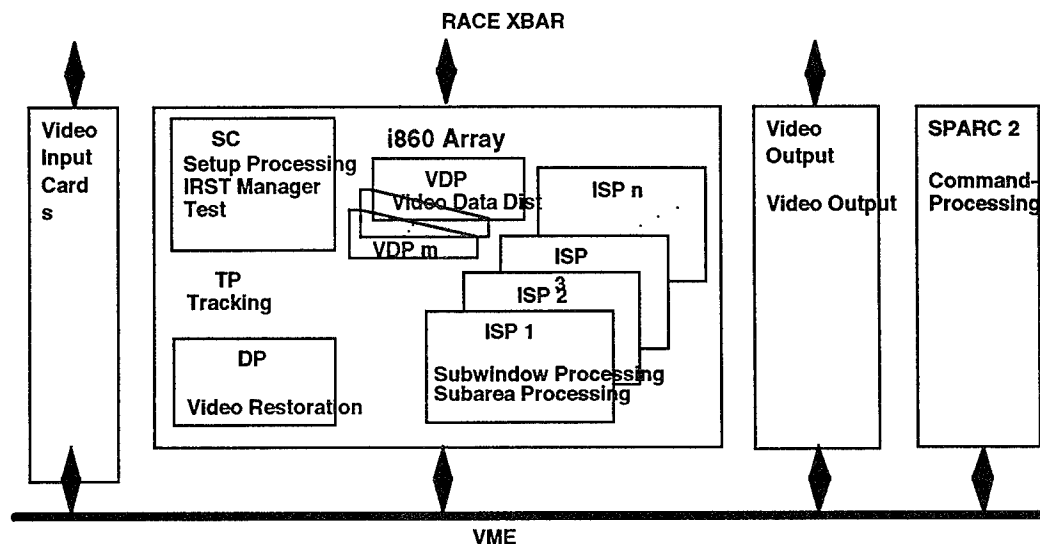 RACE XBAR
Video
Input
Card
s
SC
Setup Processing
IRST Manager
Test
i860 Array
VDP
Video Data Dist
VDP m
ISP n
ISP
3
ISP 2
ISP 1
Subwindow Processing
Subarea Processing
TP
Tracking
DP
Video Restoration
Video
Output
Video Output
SPARC 2
Command-
Processing
VME